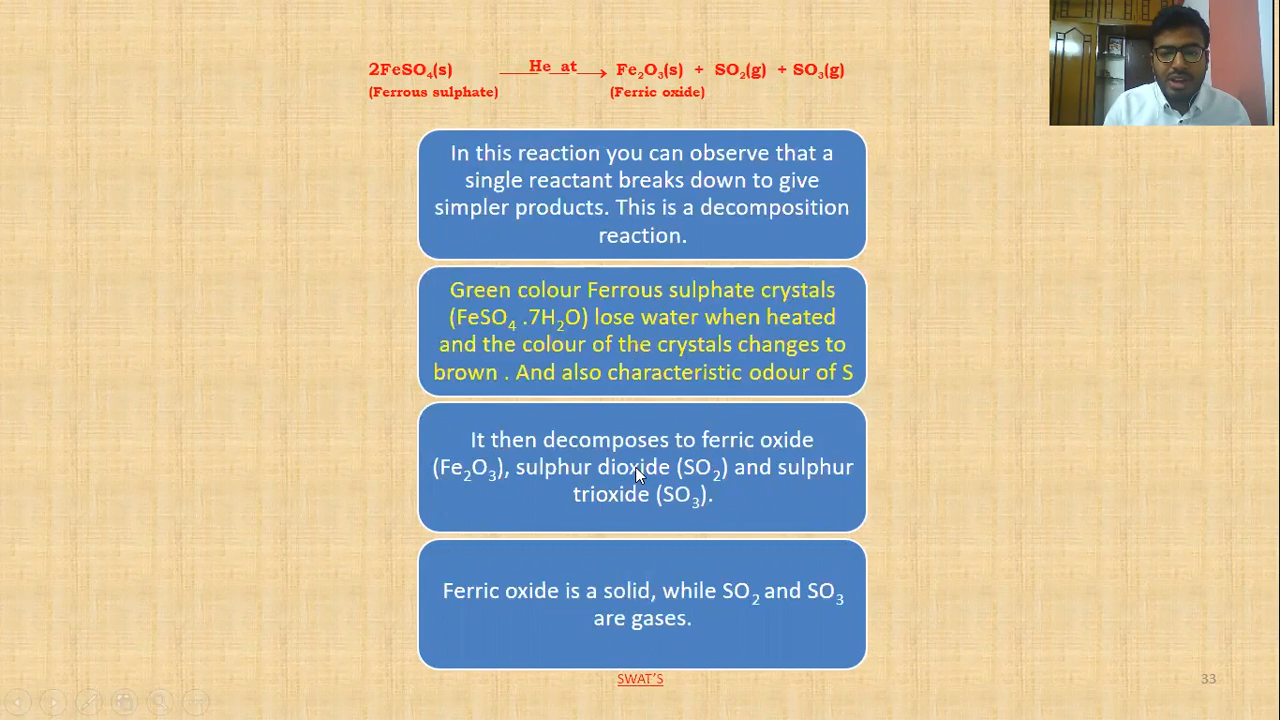 2FeSO₄(s) He at → Fe₂O₃(s) + SO₂(g) + SO₃(g)
(Ferrous sulphate) (Ferric oxide)
In this reaction you can observe that a
single reactant breaks down to give
simpler products. This is a decomposition
reaction.
Green colour Ferrous sulphate crystals
(FeSO₄ .7H₂O) lose water when heated
and the colour of the crystals changes to
brown . And also characteristic odour of S
It then decomposes to ferric oxide
(Fe₂O₃), sulphur dioxide (SO₂) and sulphur
trioxide (SO₃).
Ferric oxide is a solid, while SO₂ and SO₃
are gases.
SWAT'S
33